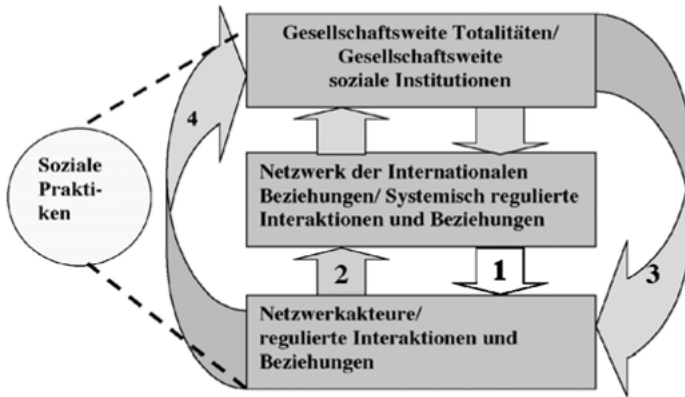 Gesellschaftsweite Totalitäten/
Gesellschaftsweite
soziale Institutionen
4
Soziale
Prakti-
ken
Netzwerk der Internationalen
Beziehungen/ Systemisch regulierte
Interaktionen und Beziehungen
2
1
3
Netzwerkakteure/
regulierte Interaktionen und
Beziehungen